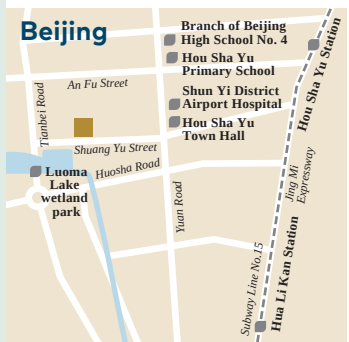 Beijing
Branch of Beijing
High School No. 4
Hou Sha Yu
Primary School
Hou Sha Yu Station
An Fu Street
Tianbei Road
Shun Yi District
Airport Hospital
Hou Sha Yu
Town Hall
Shuang Yu Street
Huosha Road
Luoma
Lake
wetland
park
Yuan Road
Jing Mi
Expressway
Subway Line No.15
Hua Li Kan Station